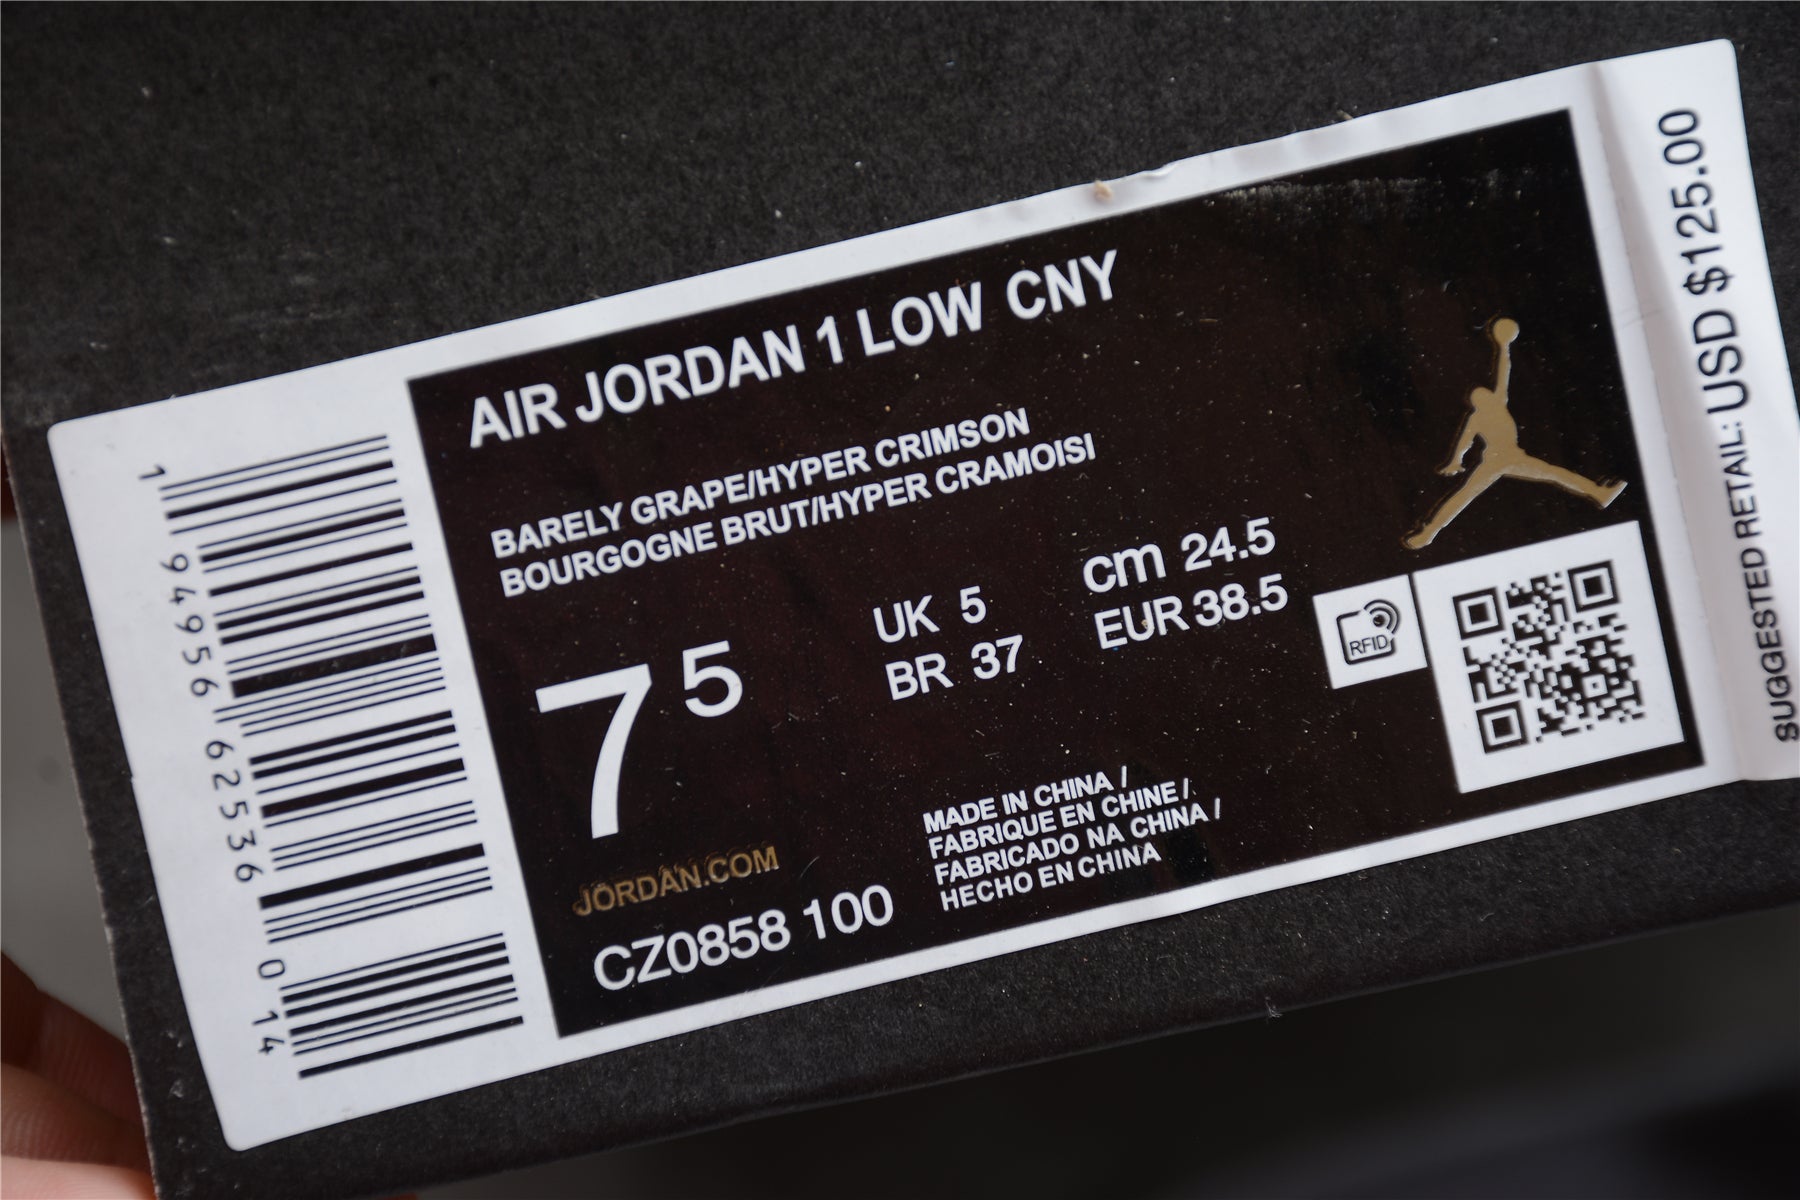 AIR JORDAN 1 LOW CNY
BARELY GRAPE/HYPER CRIMSON
BOURGOGNE BRUT/HYPER CRAMOISI
7 5
UK 5
BR 37
cm 24.5
EUR 38.5
RFID
JORDAN.COM
CZ0858 100
MADE IN CHINA /
FABRIQUE EN CHINE /
FABRICADO NA CHINA /
HECHO EN CHINA
1 94956 62536 0 14
SUGGESTED RETAIL: USD $125.00